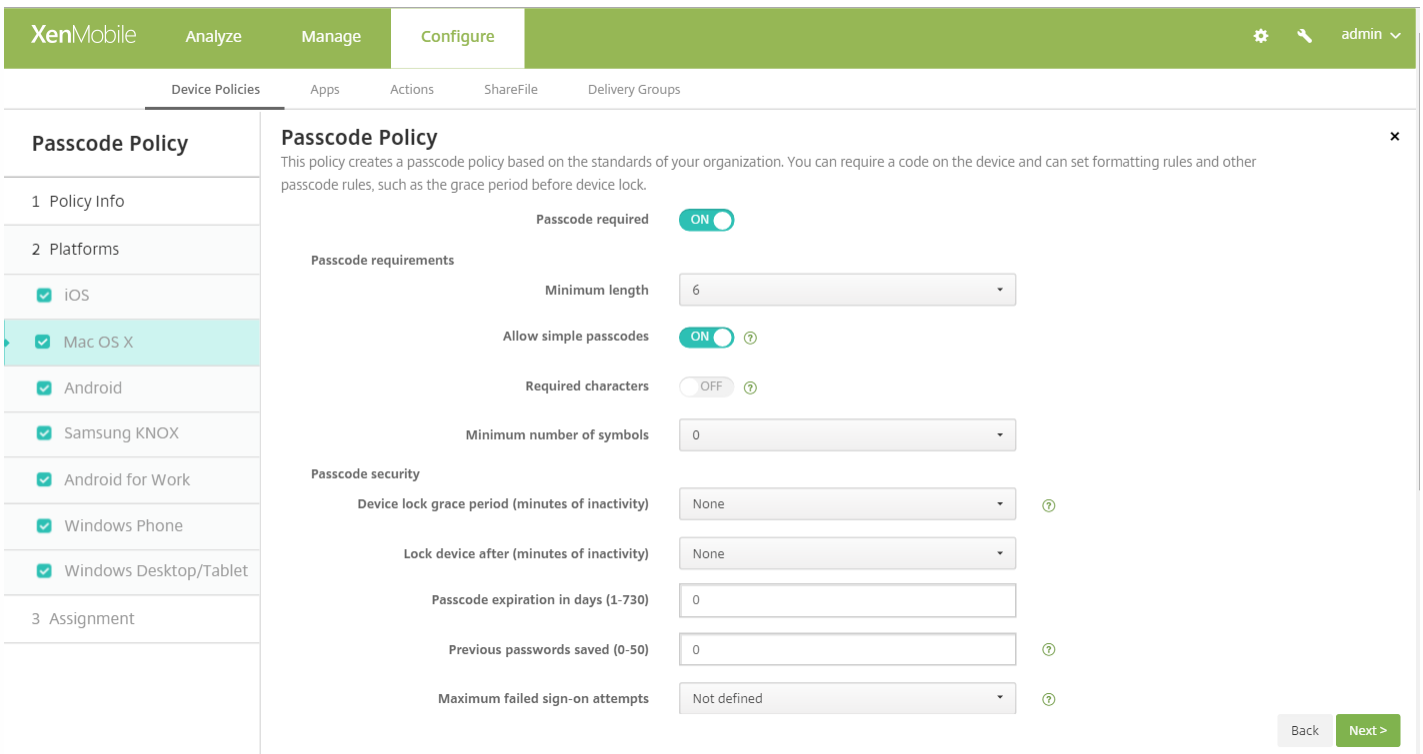 XenMobile Analyze Manage Configure admin
Device Policies Apps Actions ShareFile Delivery Groups
Passcode Policy
1 Policy Info
2 Platforms
iOS
Mac OS X
Android
Samsung KNOX
Android for Work
Windows Phone
Windows Desktop/Tablet
3 Assignment
Passcode Policy
This policy creates a passcode policy based on the standards of your organization. You can require a code on the device and can set formatting rules and other
passcode rules, such as the grace period before device lock.
Passcode required ON
Passcode requirements
Minimum length 6
Allow simple passcodes ON ?
Required characters OFF ?
Minimum number of symbols 0
Passcode security
Device lock grace period (minutes of inactivity) None ?
Lock device after (minutes of inactivity) None
Passcode expiration in days (1-730) 0
Previous passwords saved (0-50) 0 ?
Maximum failed sign-on attempts Not defined ?
Back Next >